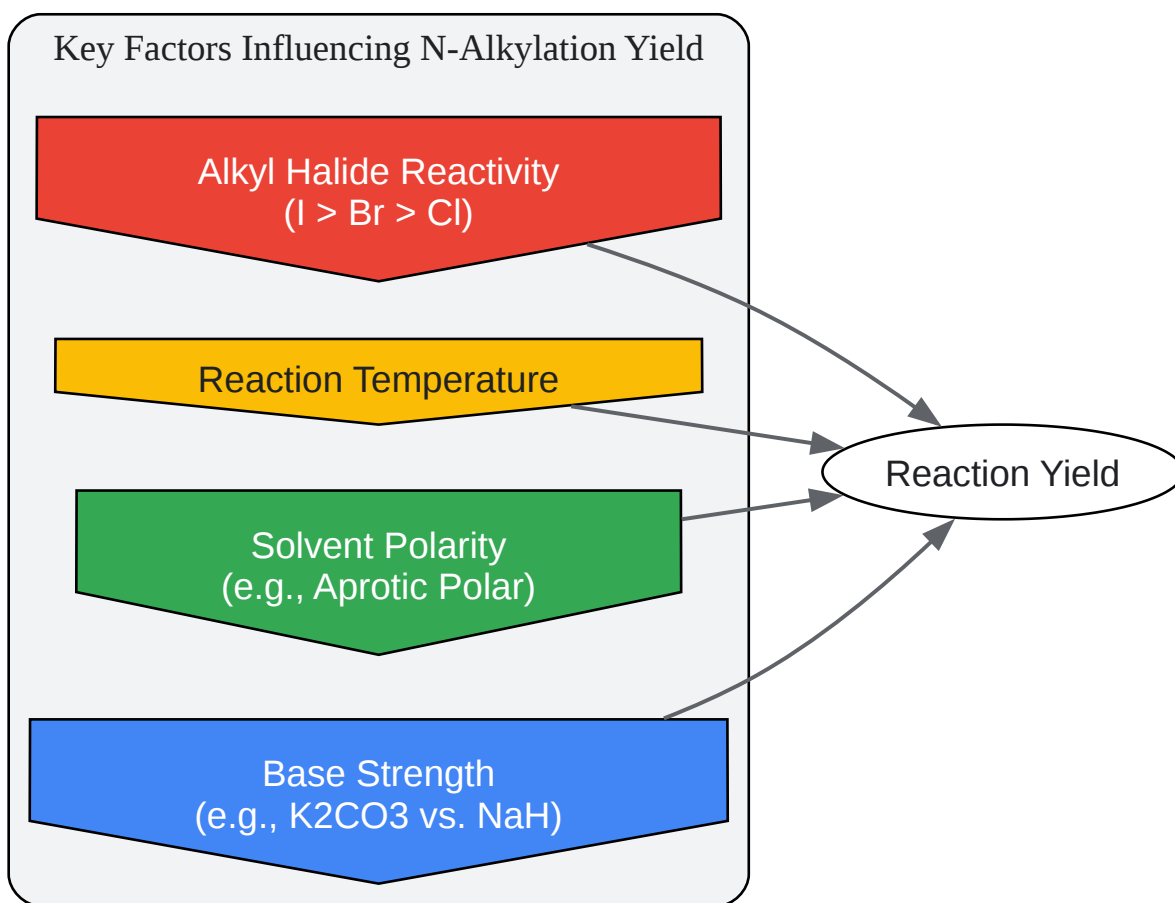 Key Factors Influencing N-Alkylation Yield
Alkyl Halide Reactivity
(I > Br > Cl)
Reaction Temperature
Reaction Yield
Solvent Polarity
(e.g., Aprotic Polar)
Base Strength
(e.g., K2CO3 vs. NaH)